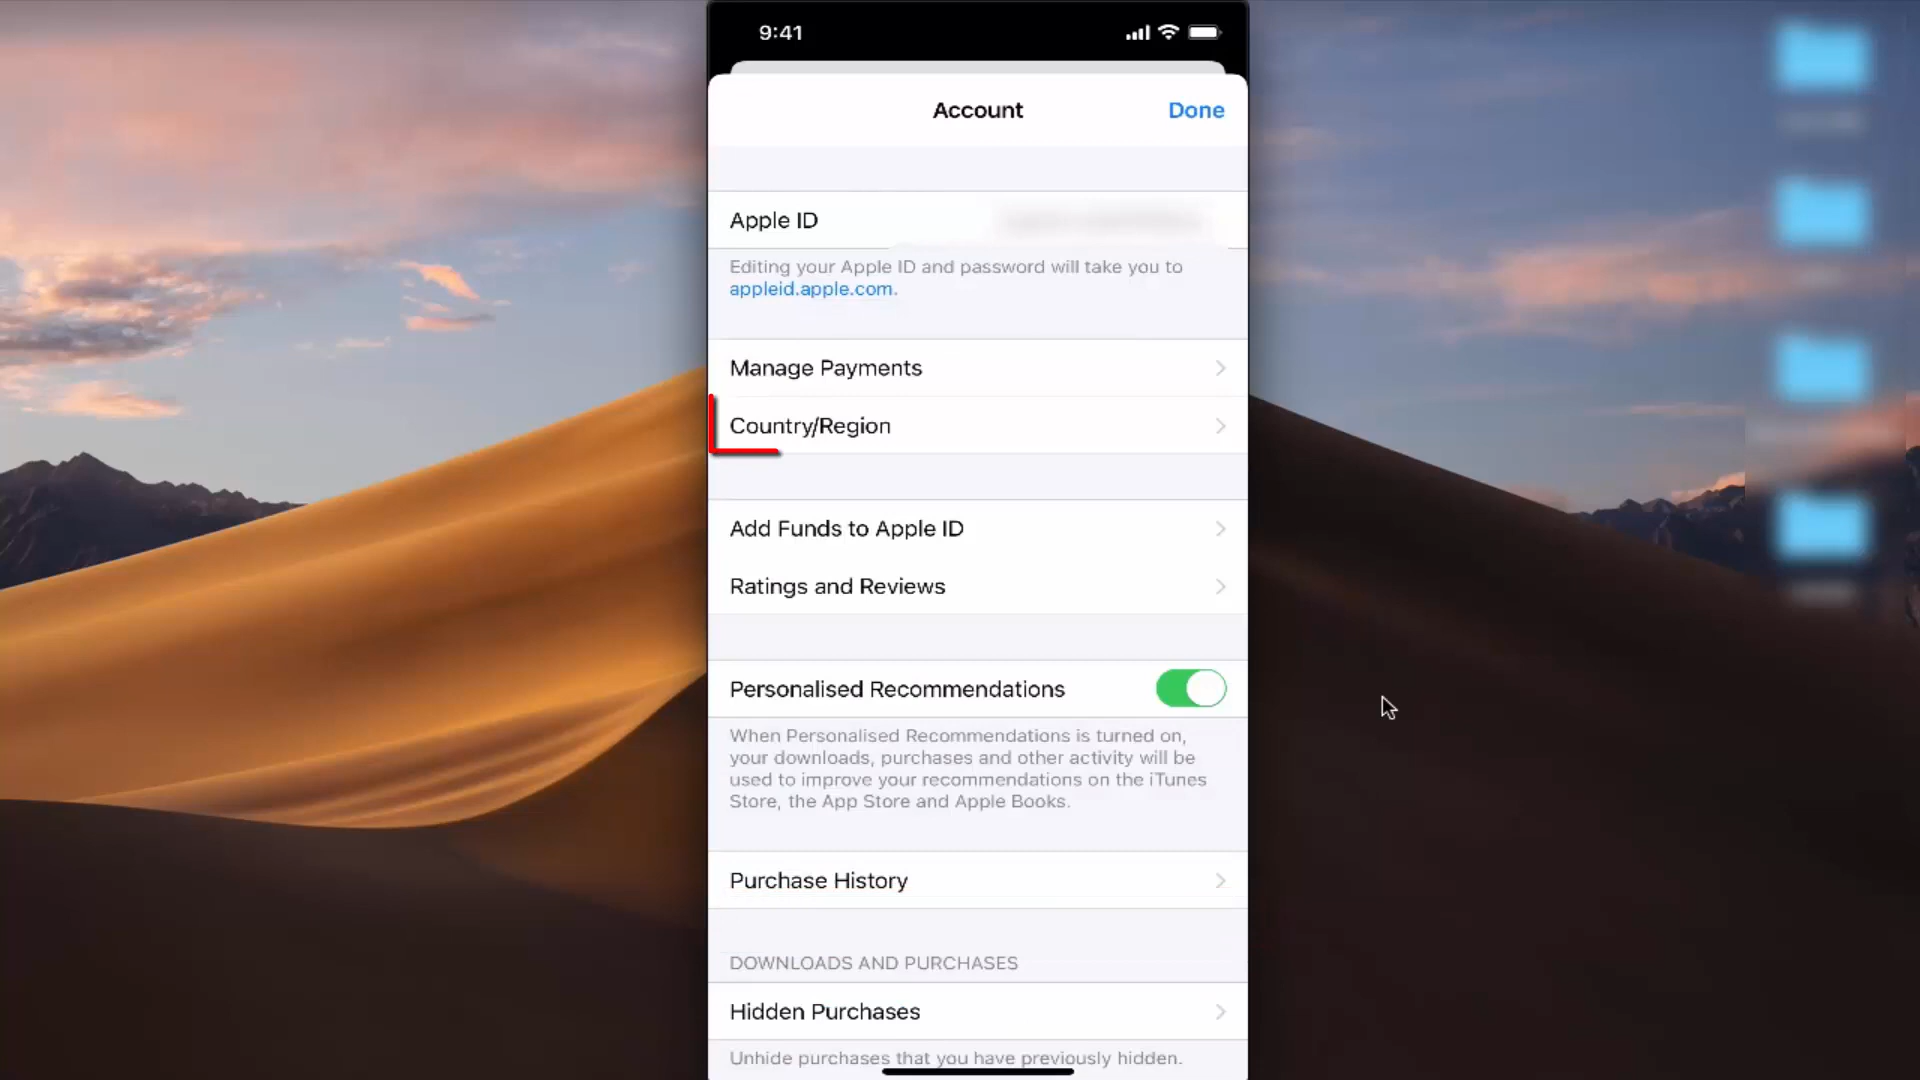 9:41
Account
Done
Apple ID
Editing your Apple ID and password will take you to
appleid.apple.com.
Manage Payments
Country/Region
Add Funds to Apple ID
Ratings and Reviews
Personalised Recommendations
When Personalised Recommendations is turned on,
your downloads, purchases and other activity will be
used to improve your recommendations on the iTunes
Store, the App Store and Apple Books.
Purchase History
DOWNLOADS AND PURCHASES
Hidden Purchases
Unhide purchases that you have previously hidden.